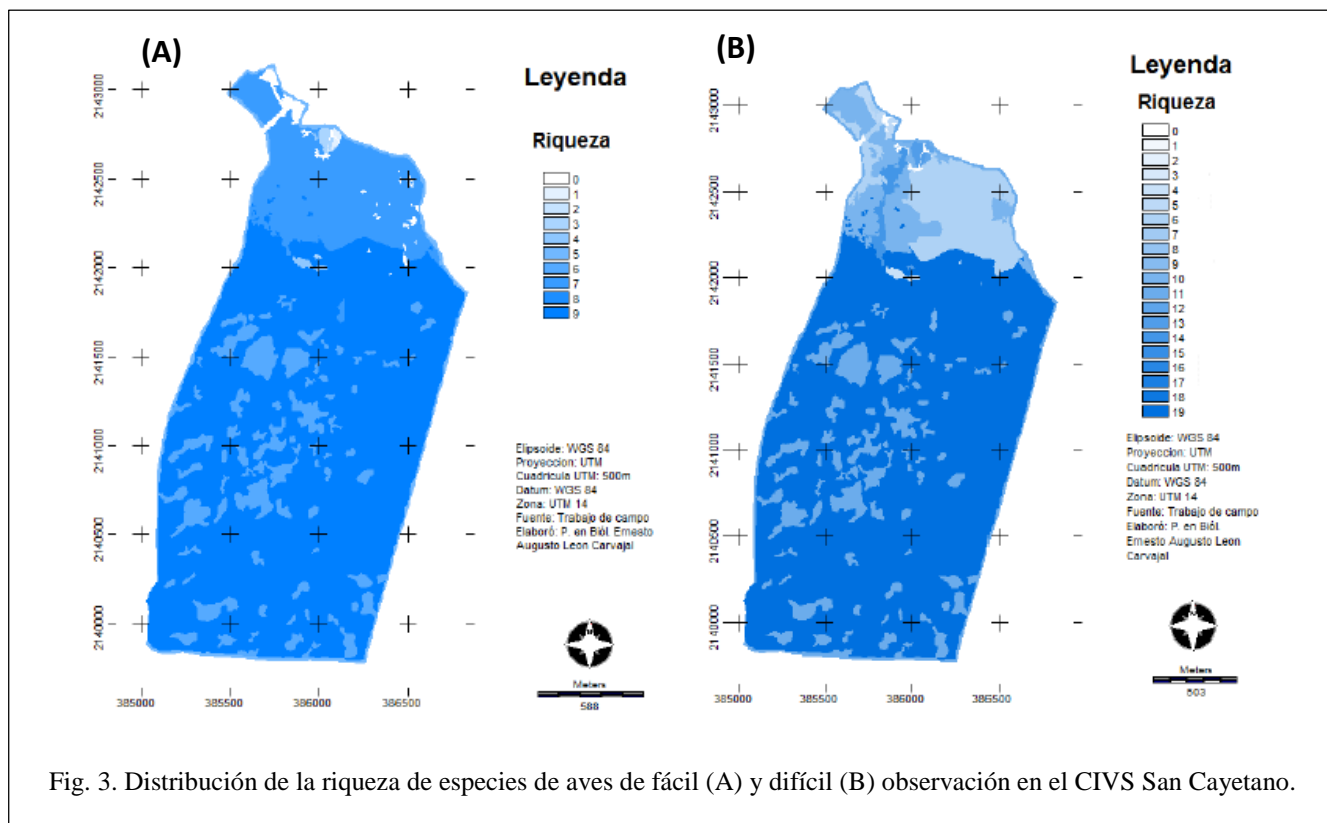 (A)
2143000
2142500
2142000
2141500
2141000
2140500
2140000
385000
385500
386000
386500
Leyenda
Riqueza
0
1
2
3
4
5
6
7
8
9
Elipsoide: WGS 84
Proyeccion: UTM
Cuadricula UTM: 500m
Datum: WGS 84
Zona: UTM 14
Fuente: Trabajo de campo
Elaboró: P. en Biól. Ernesto
Augusto Leon Carvajal
Meters
588
(B)
2143000
2142500
2142000
2141500
2141000
2140500
2140000
385000
385500
386000
386500
Leyenda
Riqueza
0
1
2
3
4
5
6
7
8
9
10
11
12
13
14
15
16
17
18
19
Elipsoide: WGS 84
Proyeccion: UTM
Cuadricula UTM: 500m
Datum: WGS 84
Zona: UTM 14
Fuente: Trabajo de campo
Elaboró: P. en Biól.
Ernesto Augusto Leon
Carvajal
Meters
503
Fig. 3. Distribución de la riqueza de especies de aves de fácil (A) y difícil (B) observación en el CIVS San Cayetano.